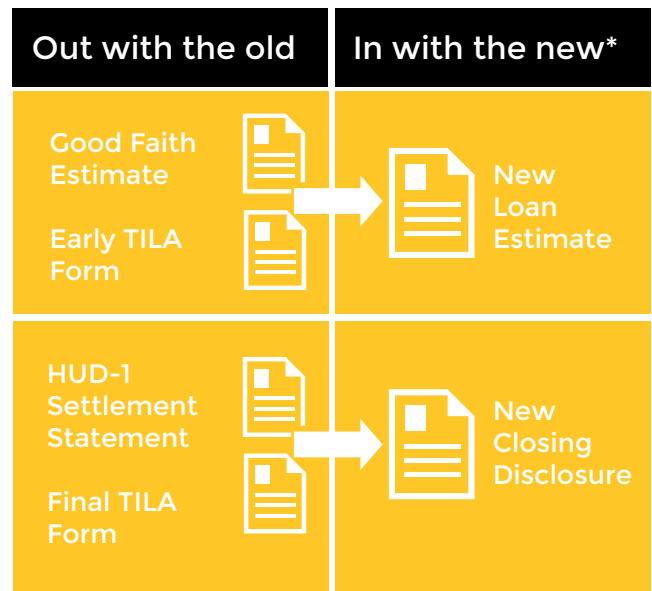 Out with the old
In with the new*
Good Faith
Estimate
Early TILA
Form
New
Loan
Estimate
HUD-1
Settlement
Statement
Final TILA
Form
New
Closing
Disclosure